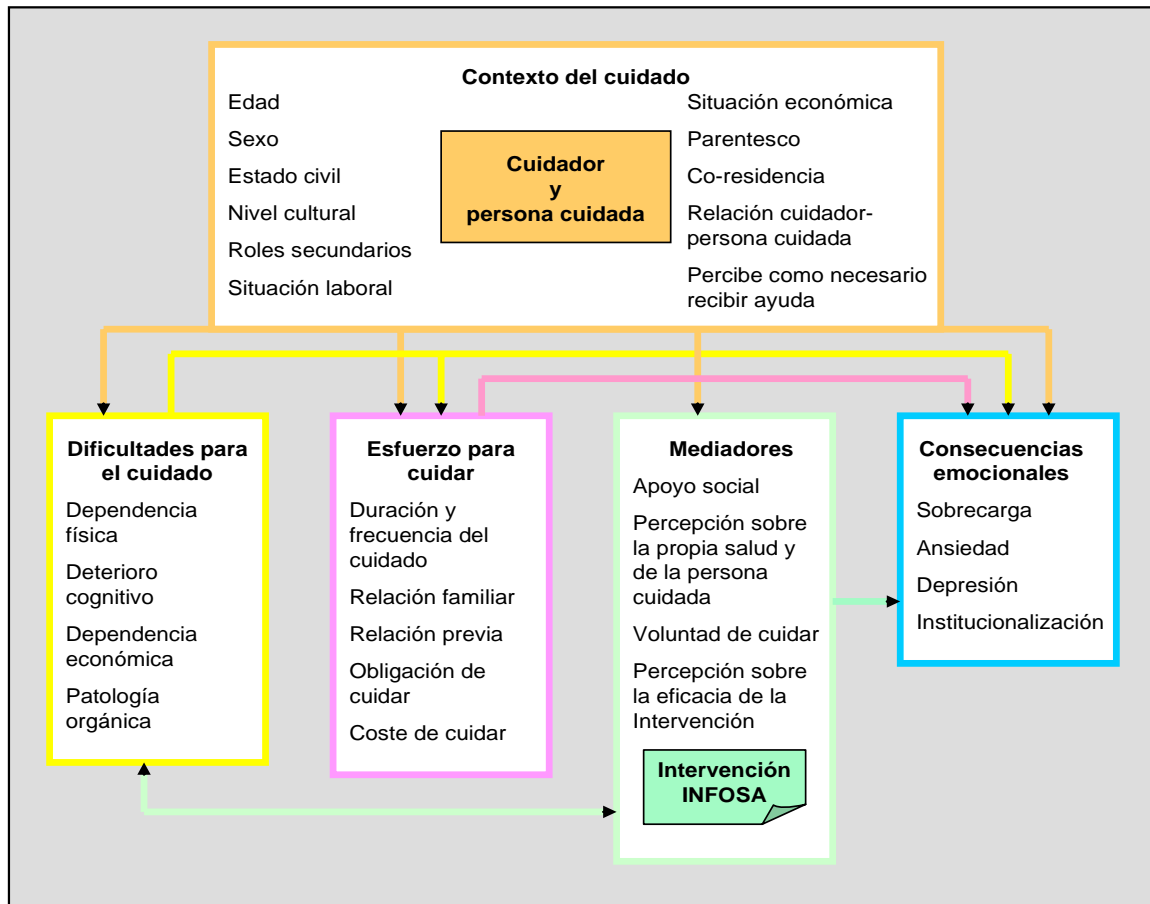 Contexto del cuidado
Edad
Sexo
Estado civil
Nivel cultural
Roles secundarios
Situación laboral
Cuidador
y
persona cuidada
Situación económica
Parentesco
Co-residencia
Relación cuidador-
persona cuidada
Percibe como necesario
recibir ayuda
Dificultades para
el cuidado
Dependencia
física
Deterioro
cognitivo
Dependencia
económica
Patología
orgánica
Esfuerzo para
cuidar
Duración y
frecuencia del
cuidado
Relación familiar
Relación previa
Obligación de
cuidar
Coste de cuidar
Mediadores
Apoyo social
Percepción sobre
la propia salud y
de la persona
cuidada
Voluntad de cuidar
Percepción sobre
la eficacia de la
Intervención
Intervención
INFOSA
Consecuencias
emocionales
Sobrecarga
Ansiedad
Depresión
Institucionalización